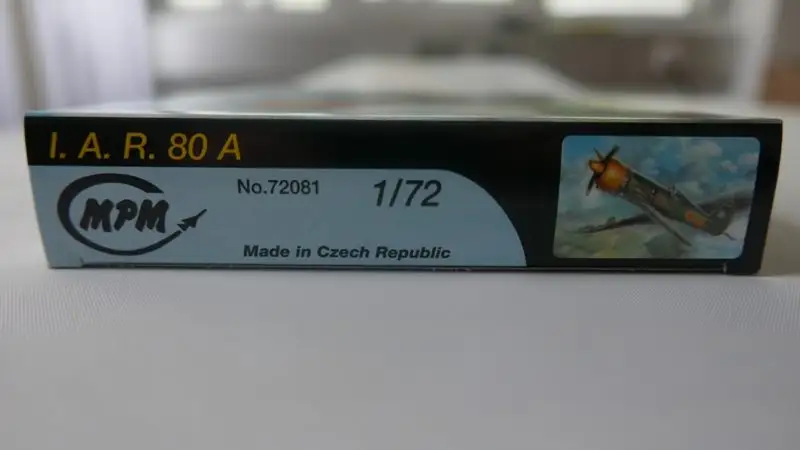 I. A. R. 80 A
MPM
No.72081
1/72
Made in Czech Republic